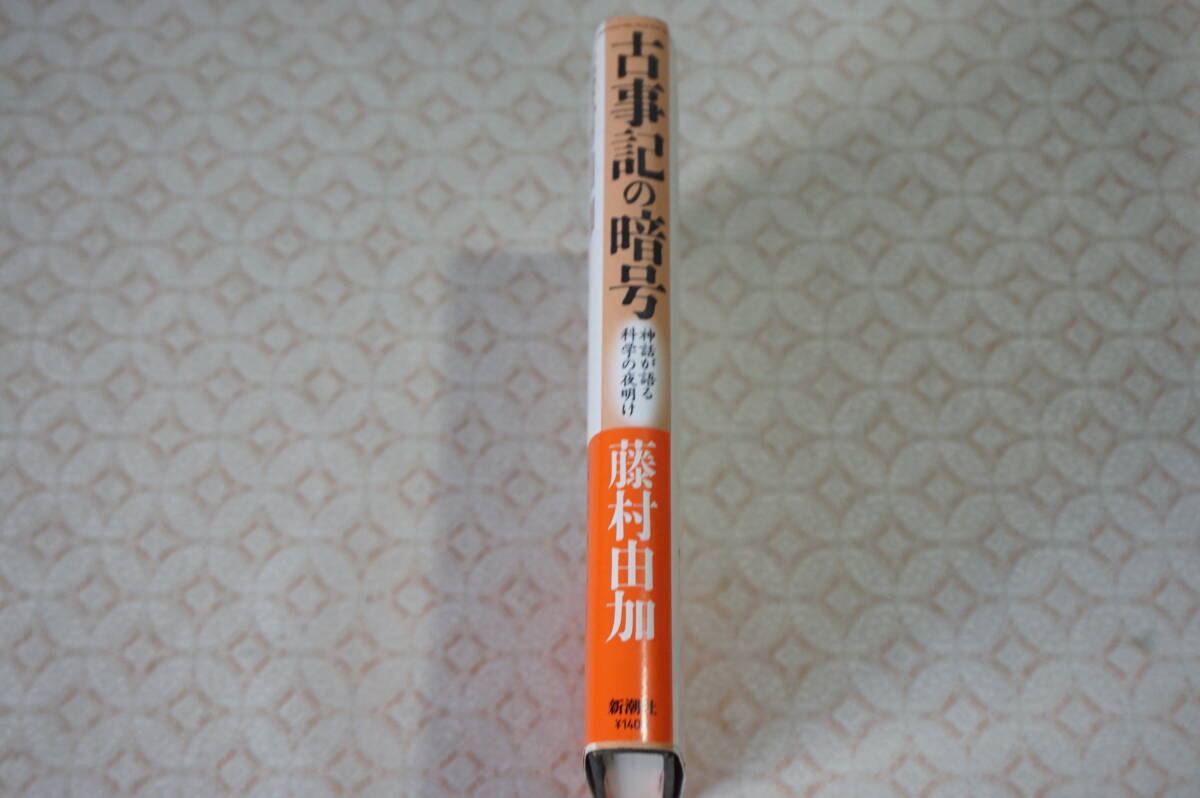 古事記の暗号
神話が語る
科学の夜明け
藤村由加
新潮社
¥140